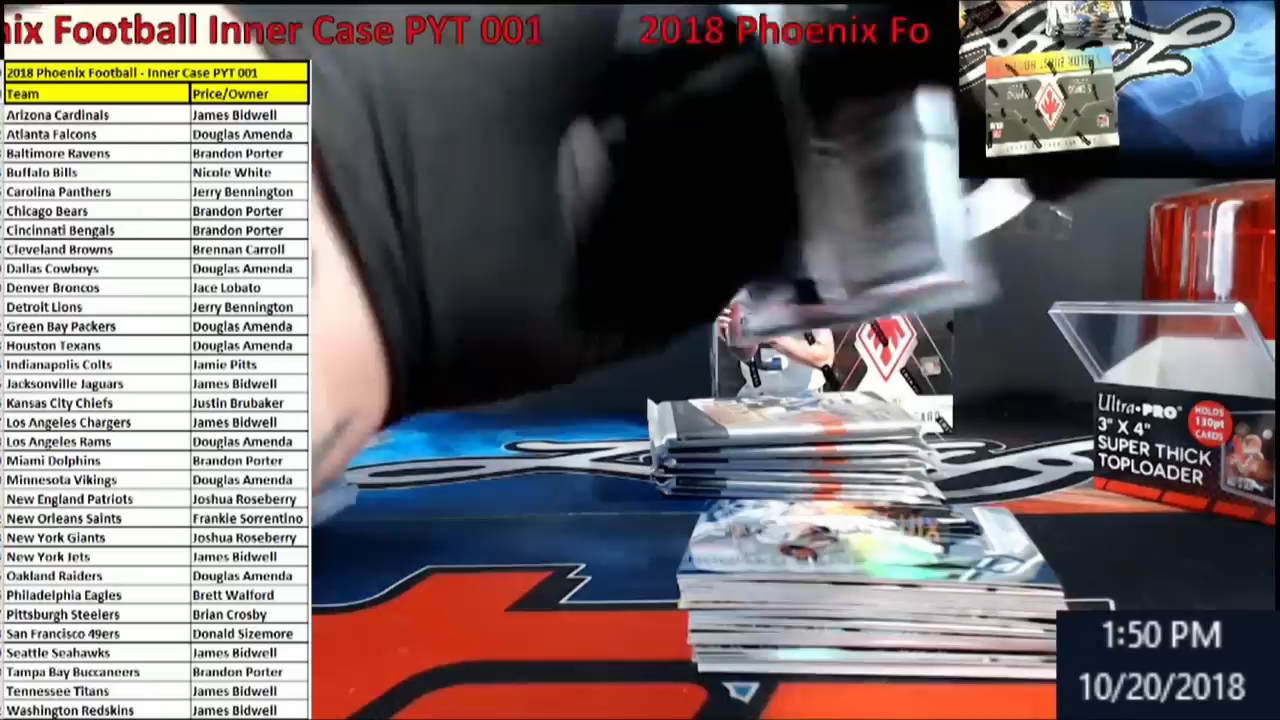 nix Football Inner Case PYT 001 2018 Phoenix Fo
2018 Phoenix Football - Inner Case PYT 001
Team Price/Owner
Arizona Cardinals James Bidwell
Atlanta Falcons Douglas Amenda
Baltimore Ravens Brandon Porter
Buffalo Bills Nicole White
Carolina Panthers Jerry Bennington
Chicago Bears Brandon Porter
Cincinnati Bengals Brandon Porter
Cleveland Browns Brennan Carroll
Dallas Cowboys Douglas Amenda
Denver Broncos Jace Lobato
Detroit Lions Jerry Bennington
Green Bay Packers Douglas Amenda
Houston Texans Douglas Amenda
Indianapolis Colts Jamie Pitts
Jacksonville Jaguars James Bidwell
Kansas City Chiefs Justin Brubaker
Los Angeles Chargers James Bidwell
Los Angeles Rams Douglas Amenda
Miami Dolphins Brandon Porter
Minnesota Vikings Douglas Amenda
New England Patriots Joshua Roseberry
New Orleans Saints Frankie Sorrentino
New York Giants Joshua Roseberry
New York Jets James Bidwell
Oakland Raiders Douglas Amenda
Philadelphia Eagles Brett Walford
Pittsburgh Steelers Brian Crosby
San Francisco 49ers Donald Sizemore
Seattle Seahawks James Bidwell
Tampa Bay Buccaneers Brandon Porter
Tennessee Titans James Bidwell
Washington Redskins James Bidwell
Ultra•PRO
3" X 4"
SUPER THICK
TOPLOADER
HOLDS
130pt
CARDS
1:50 PM
10/20/2018